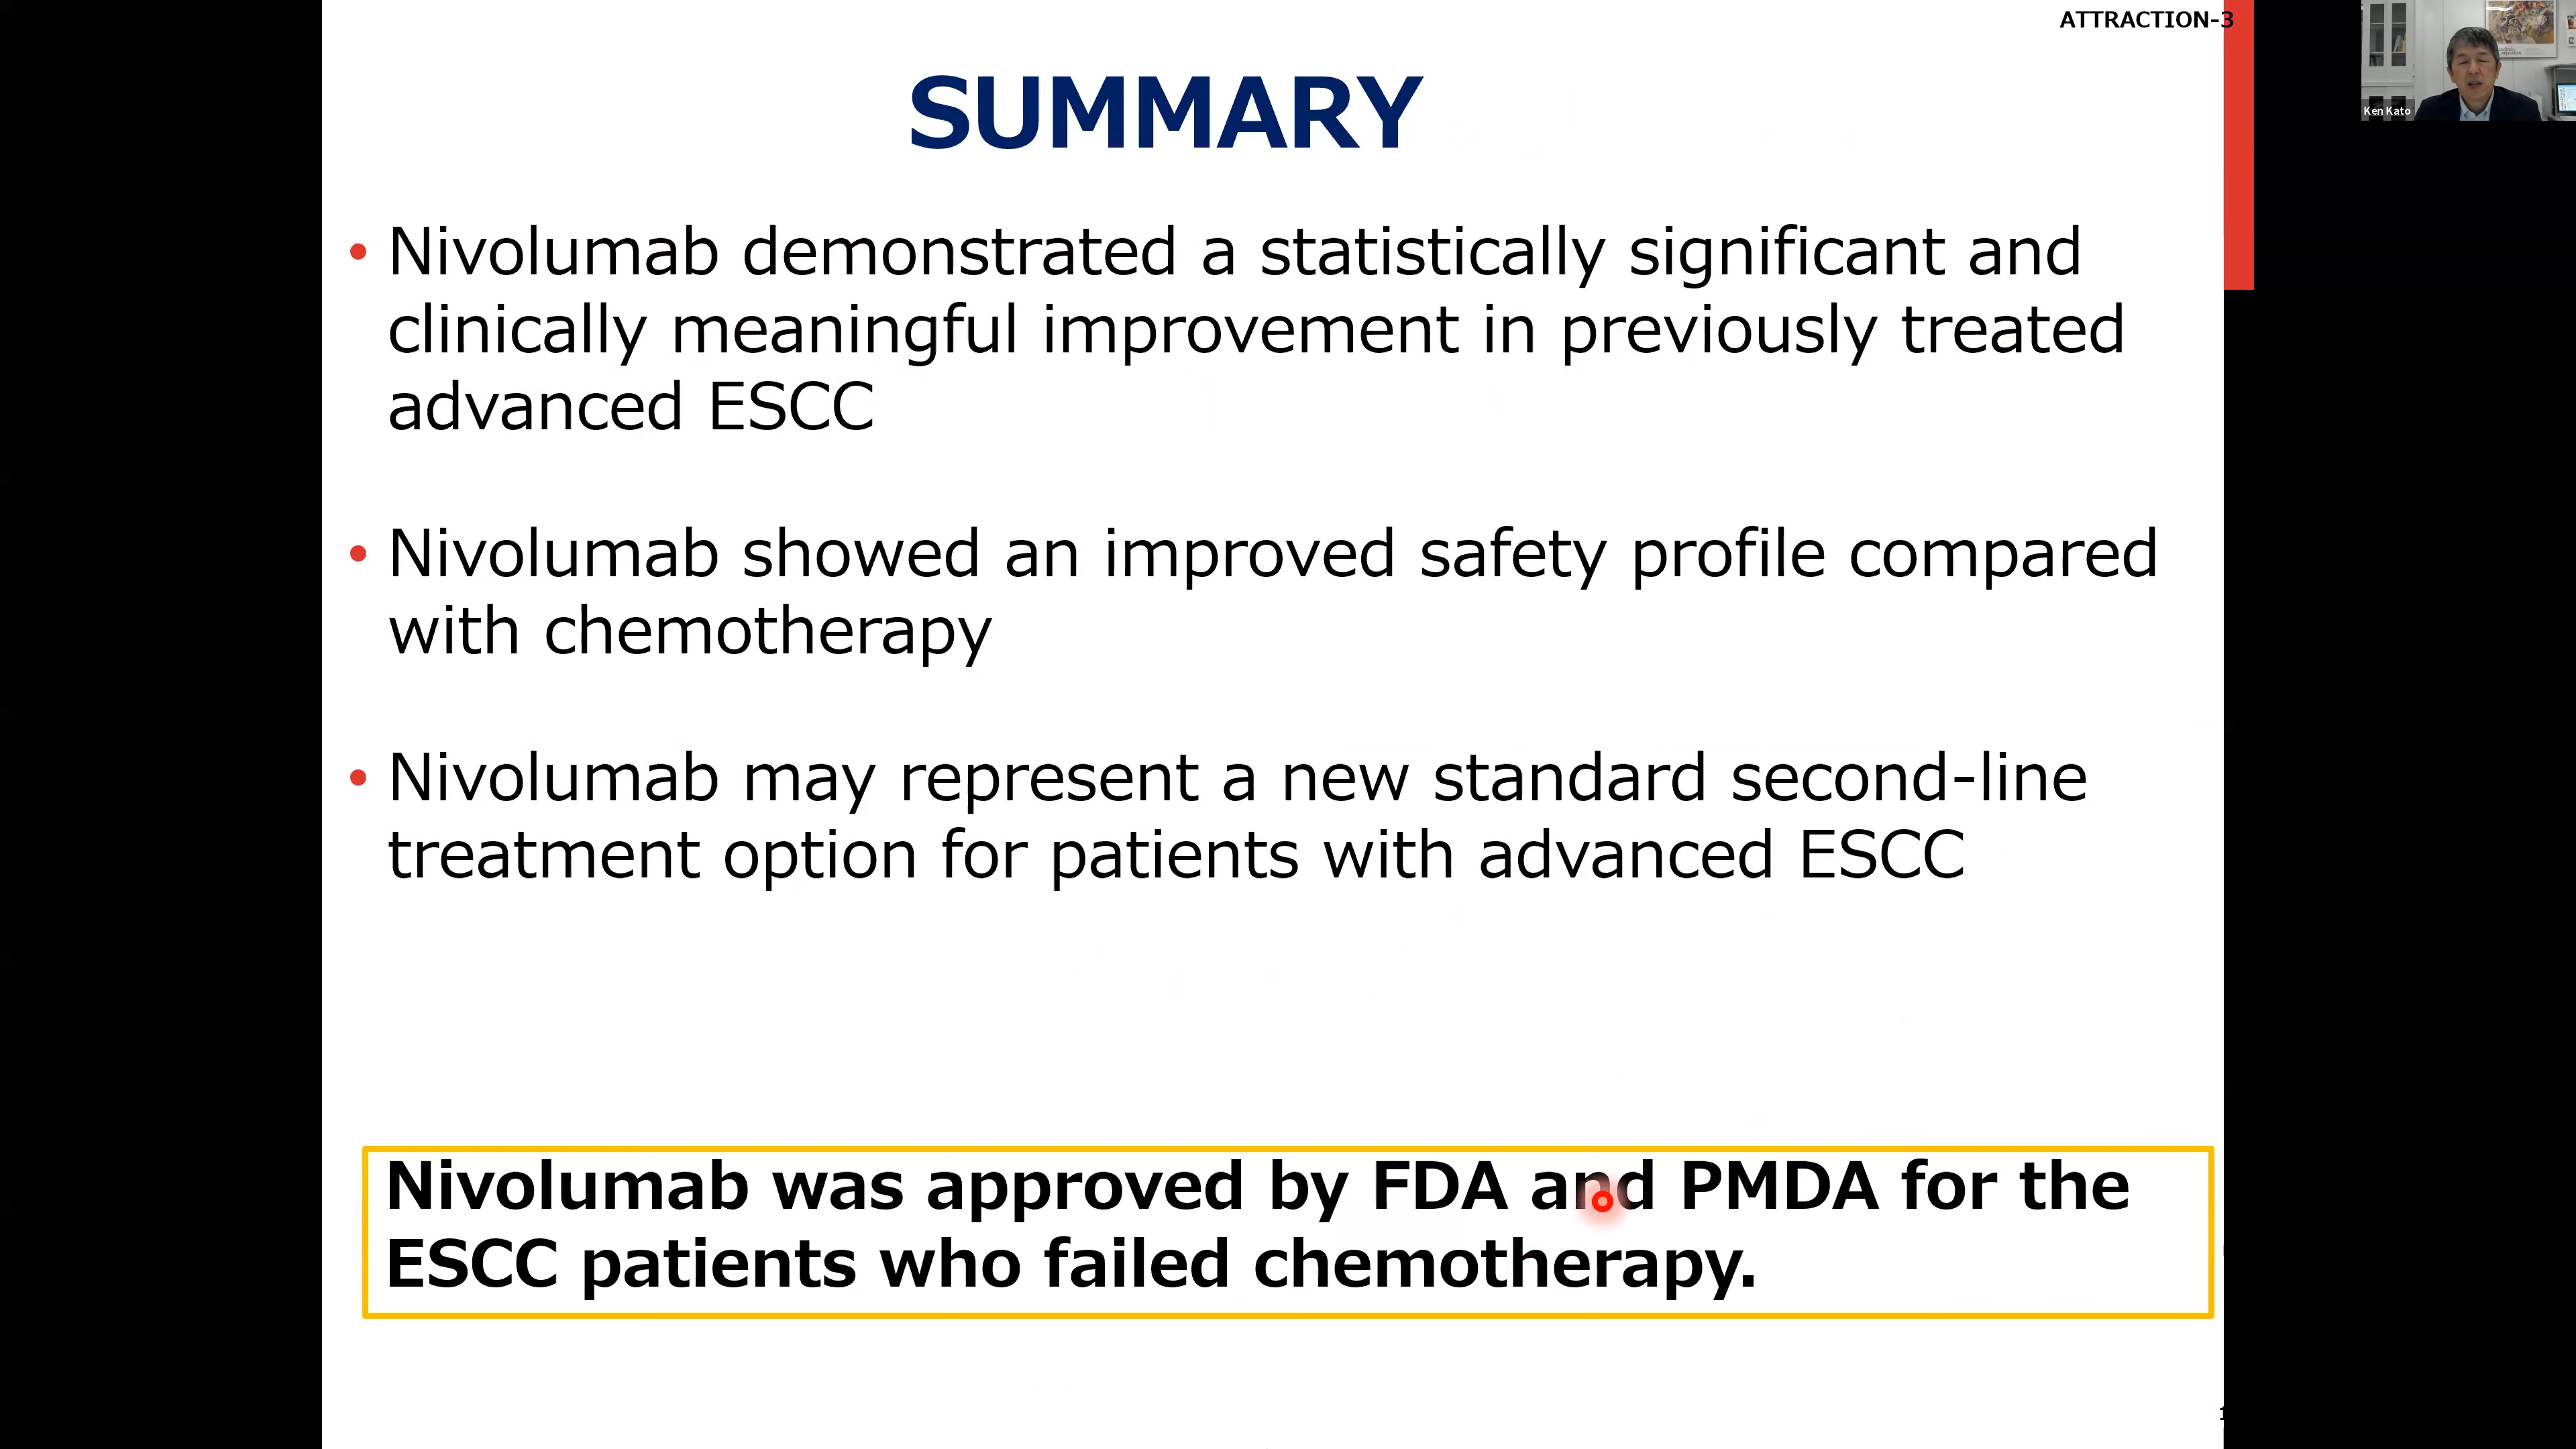 ATTRACTION-3
SUMMARY
• Nivolumab demonstrated a statistically significant and
clinically meaningful improvement in previously treated
advanced ESCC
• Nivolumab showed an improved safety profile compared
with chemotherapy
• Nivolumab may represent a new standard second-line
treatment option for patients with advanced ESCC
Nivolumab was approved by FDA and PMDA for the
ESCC patients who failed chemotherapy.
Ken Kato